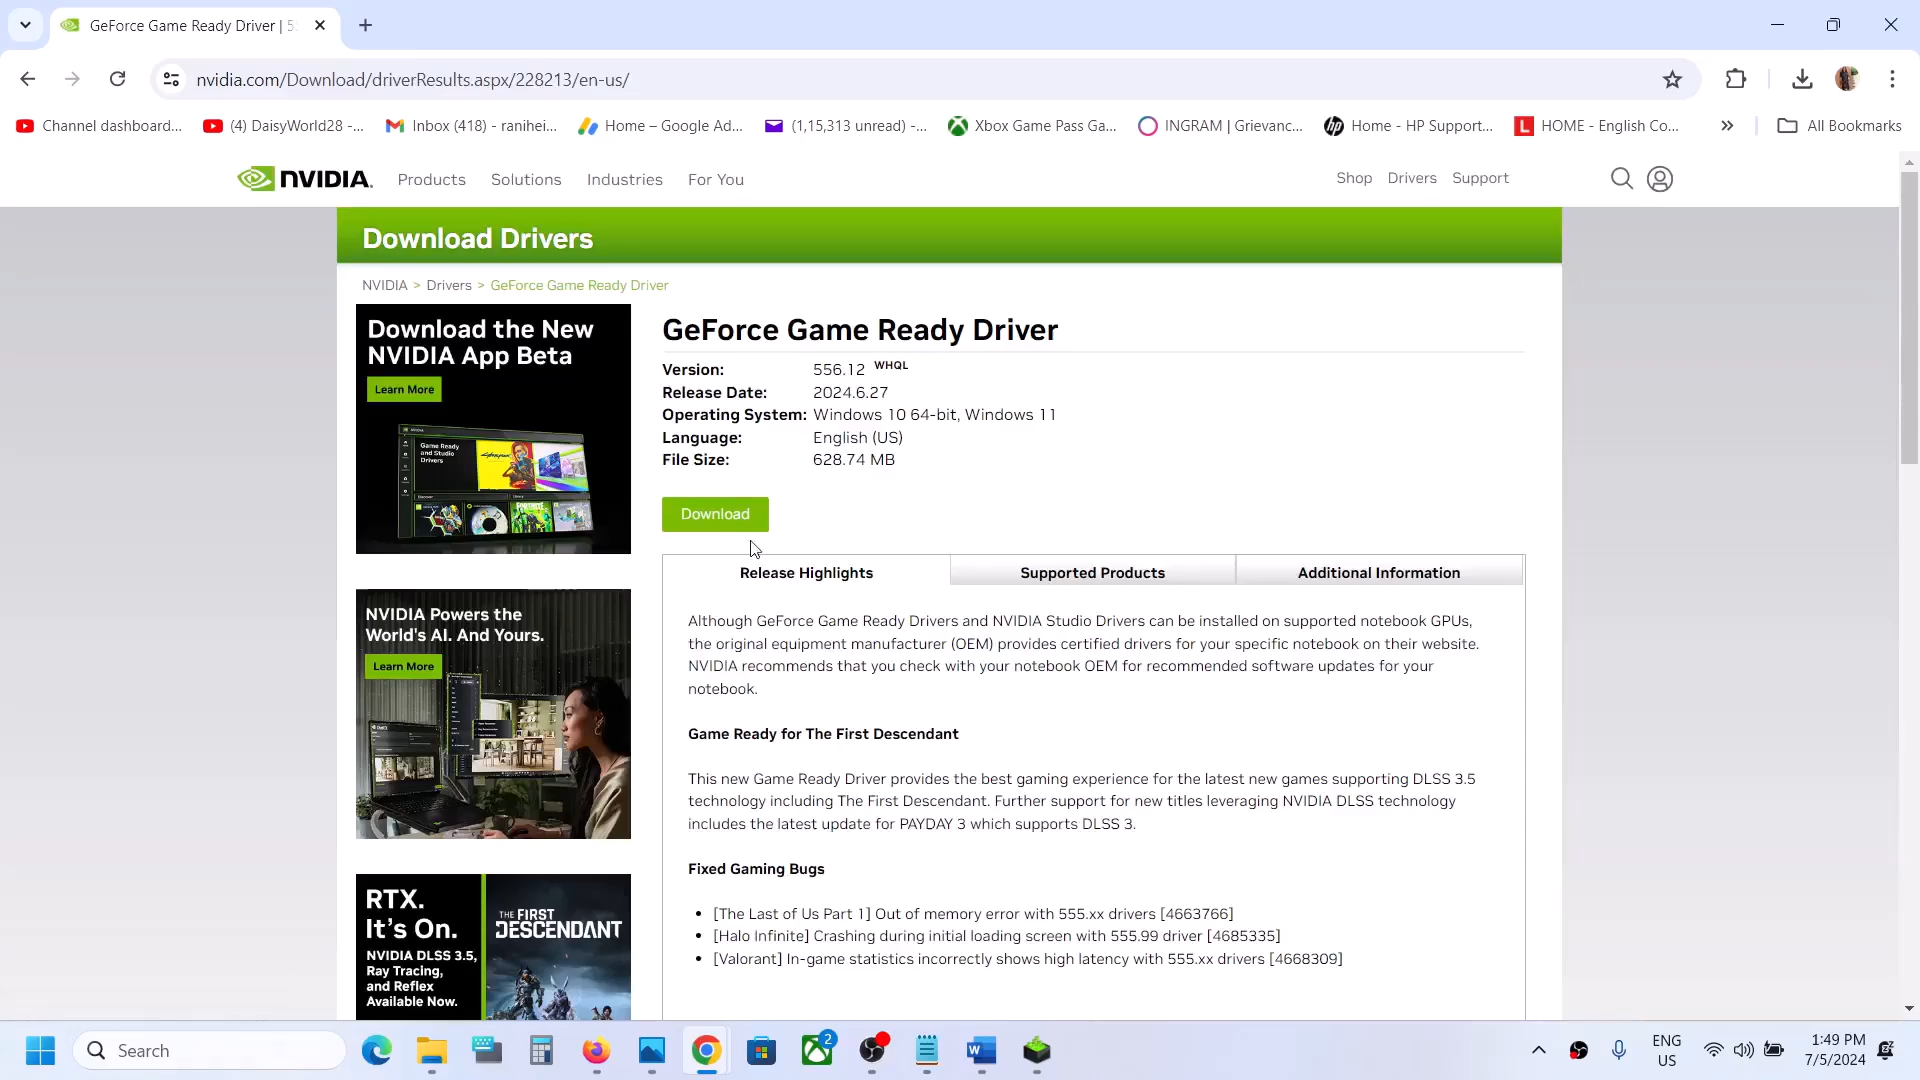 GeForce Game Ready Driver | 5
nvidia.com/Download/driverResults.aspx/228213/en-us/
Channel dashboard...
(4) DaisyWorld28 -...
Inbox (418) - ranihei...
Home – Google Ad...
(1,15,313 unread) -...
Xbox Game Pass Ga...
INGRAM | Grievanc...
Home - HP Support...
HOME - English Co...
All Bookmarks
NVIDIA.
Products
Solutions
Industries
For You
Shop
Drivers
Support
Download Drivers
NVIDIA > Drivers > GeForce Game Ready Driver
Download the New
NVIDIA App Beta
Learn More
GeForce Game Ready Driver
Version: 556.12 WHQL
Release Date: 2024.6.27
Operating System: Windows 10 64-bit, Windows 11
Language: English (US)
File Size: 628.74 MB
Download
Release Highlights
Supported Products
Additional Information
NVIDIA Powers the
World's AI. And Yours.
Learn More
Although GeForce Game Ready Drivers and NVIDIA Studio Drivers can be installed on supported notebook GPUs,
the original equipment manufacturer (OEM) provides certified drivers for your specific notebook on their website.
NVIDIA recommends that you check with your notebook OEM for recommended software updates for your
notebook.
Game Ready for The First Descendant
This new Game Ready Driver provides the best gaming experience for the latest new games supporting DLSS 3.5
technology including The First Descendant. Further support for new titles leveraging NVIDIA DLSS technology
includes the latest update for PAYDAY 3 which supports DLSS 3.
Fixed Gaming Bugs
[The Last of Us Part 1] Out of memory error with 555.xx drivers [4663766]
[Halo Infinite] Crashing during initial loading screen with 555.99 driver [4685335]
[Valorant] In-game statistics incorrectly shows high latency with 555.xx drivers [4668309]
RTX.
It's On.
NVIDIA DLSS 3.5,
Ray Tracing,
and Reflex
Available Now.
THE FIRST
DESCENDANT
Search
2
ENG
US
1:49 PM
7/5/2024